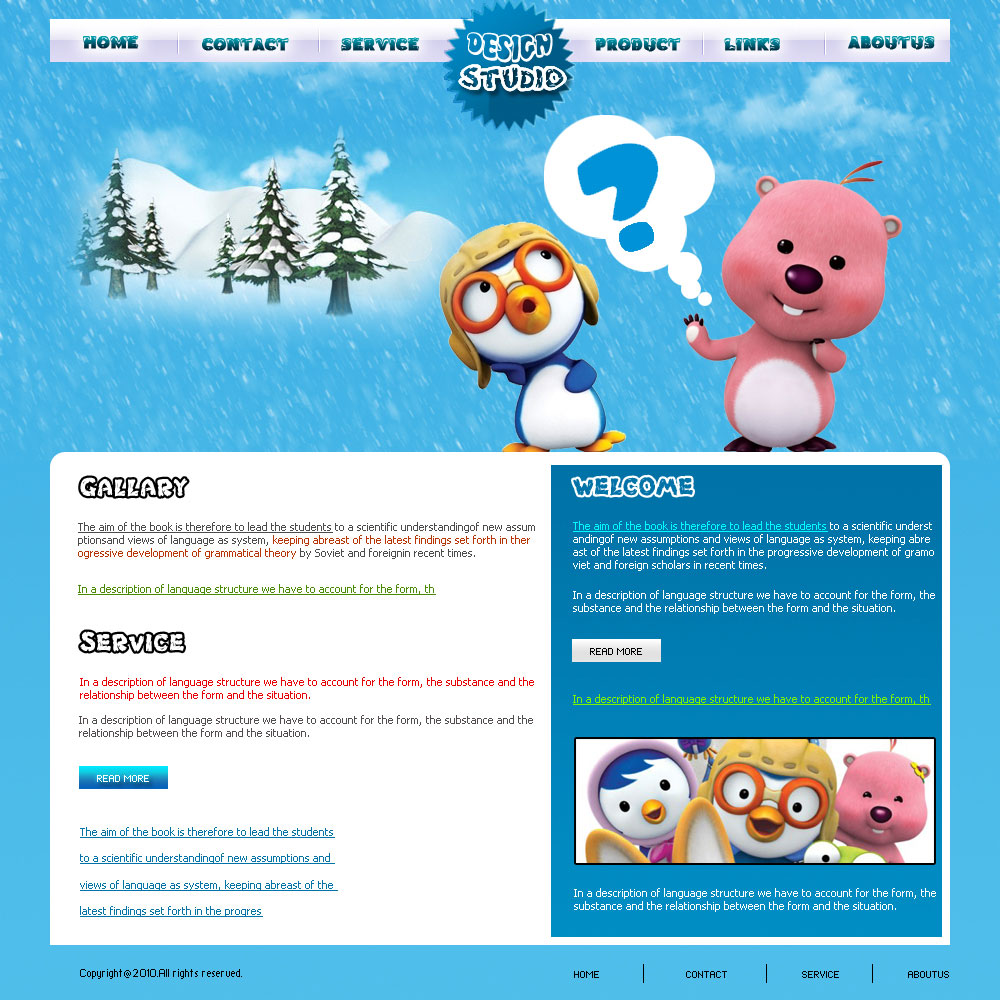 HOME CONTACT SERVICE DESIGN STUDIO PRODUCT LINKS ABOUTUS
?
GALLARY
The aim of the book is therefore to lead the students to a scientific understandingof new assum
ptionsand views of language as system, keeping abreast of the latest findings set forth in ther
ogressive development of grammatical theory by Soviet and foreignin recent times.
In a description of language structure we have to account for the form, th
SERVICE
In a description of language structure we have to account for the form, the substance and the
relationship between the form and the situation.
In a description of language structure we have to account for the form, the substance and the
relationship between the form and the situation.
READ MORE
The aim of the book is therefore to lead the students
to a scientific understandingof new assumptions and
views of language as system, keeping abreast of the
latest findings set forth in the progres
WELCOME
The aim of the book is therefore to lead the students to a scientific underst
andingof new assumptions and views of language as system, keeping abre
ast of the latest findings set forth in the progressive development of gramo
viet and foreign scholars in recent times.
In a description of language structure we have to account for the form, the
substance and the relationship between the form and the situation.
READ MORE
In a description of language structure we have to account for the form, th
In a description of language structure we have to account for the form, the
substance and the relationship between the form and the situation.
Copyright@2010.All rights reserved.
HOME CONTACT SERVICE ABOUTUS